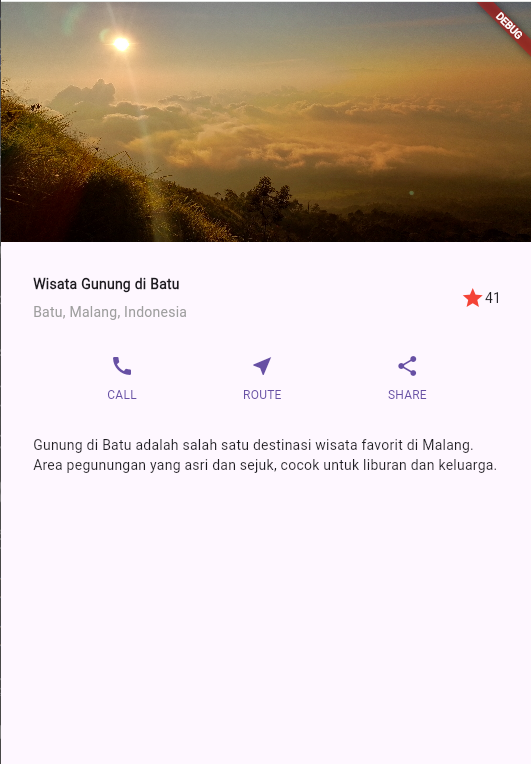 DEBUG
Wisata Gunung di Batu
Batu, Malang, Indonesia
41
CALL
ROUTE
SHARE
Gunung di Batu adalah salah satu destinasi wisata favorit di Malang.
Area pegunungan yang asri dan sejuk, cocok untuk liburan dan keluarga.